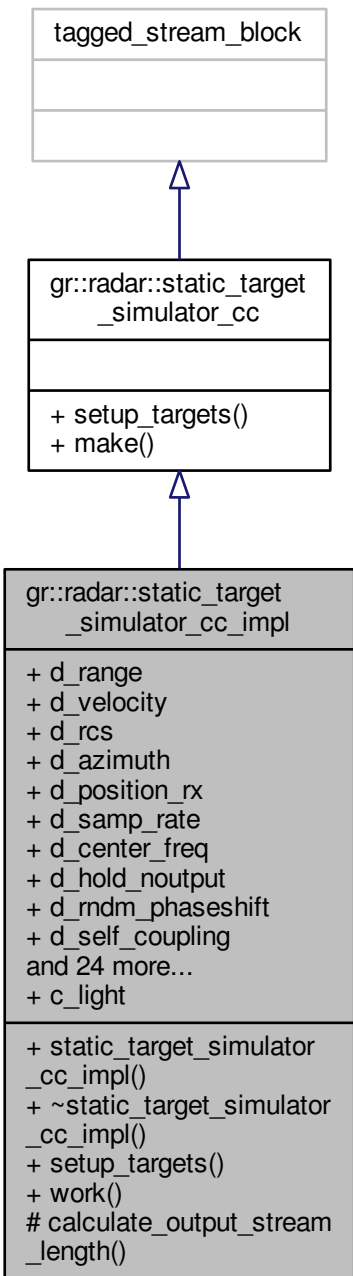 tagged_stream_block
gr::radar::static_target
_simulator_cc
+ setup_targets()
+ make()
gr::radar::static_target
_simulator_cc_impl
+ d_range
+ d_velocity
+ d_rcs
+ d_azimuth
+ d_position_rx
+ d_samp_rate
+ d_center_freq
+ d_hold_noutput
+ d_rndm_phaseshift
+ d_self_coupling
and 24 more...
+ c_light
+ static_target_simulator
_cc_impl()
+ ~static_target_simulator
_cc_impl()
+ setup_targets()
+ work()
# calculate_output_stream
_length()